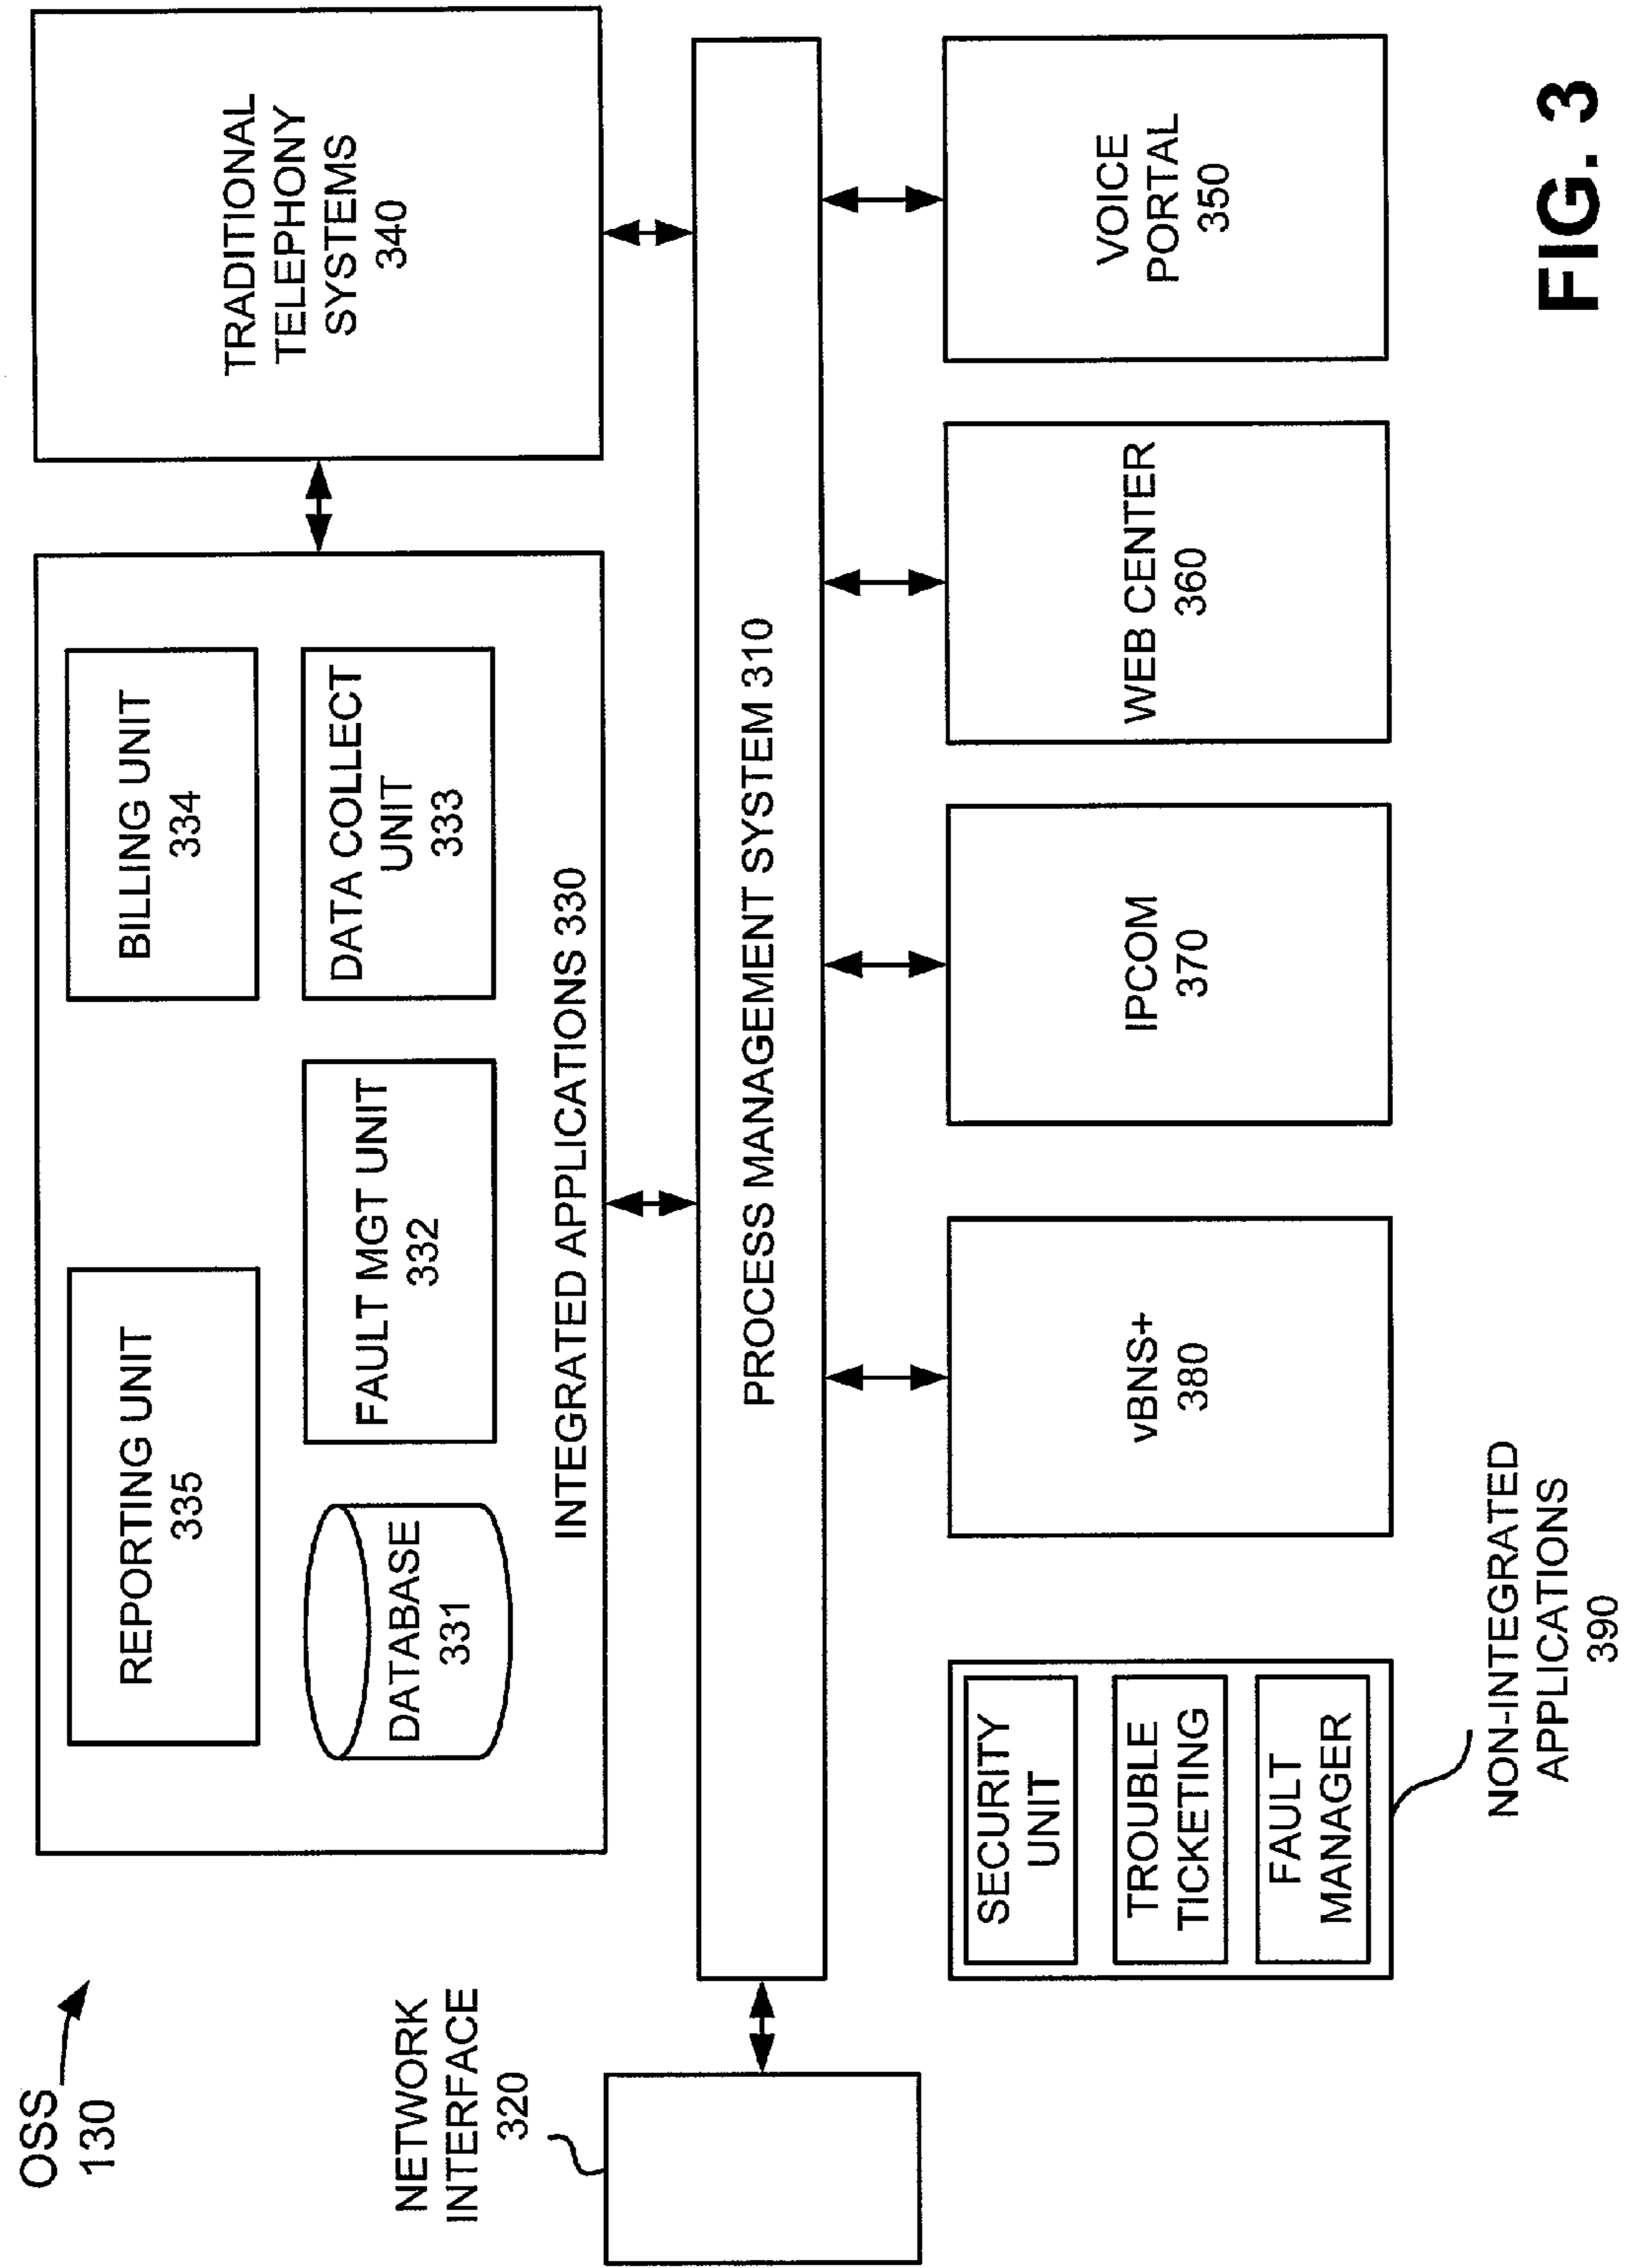 OSS
130
REPORTING UNIT
335
BILLING UNIT
334
TRADITIONAL
TELEPHONY
SYSTEMS
340
DATABASE
331
FAULT MGT UNIT
332
DATA COLLECT
UNIT
333
INTEGRATED APPLICATIONS 330
NETWORK
INTERFACE
320
PROCESS MANAGEMENT SYSTEM 310
SECURITY
UNIT
TROUBLE
TICKETING
FAULT
MANAGER
vBNS+
380
IPCOM
370
WEB CENTER
360
VOICE
PORTAL
350
NON-INTEGRATED
APPLICATIONS
390
FIG. 3